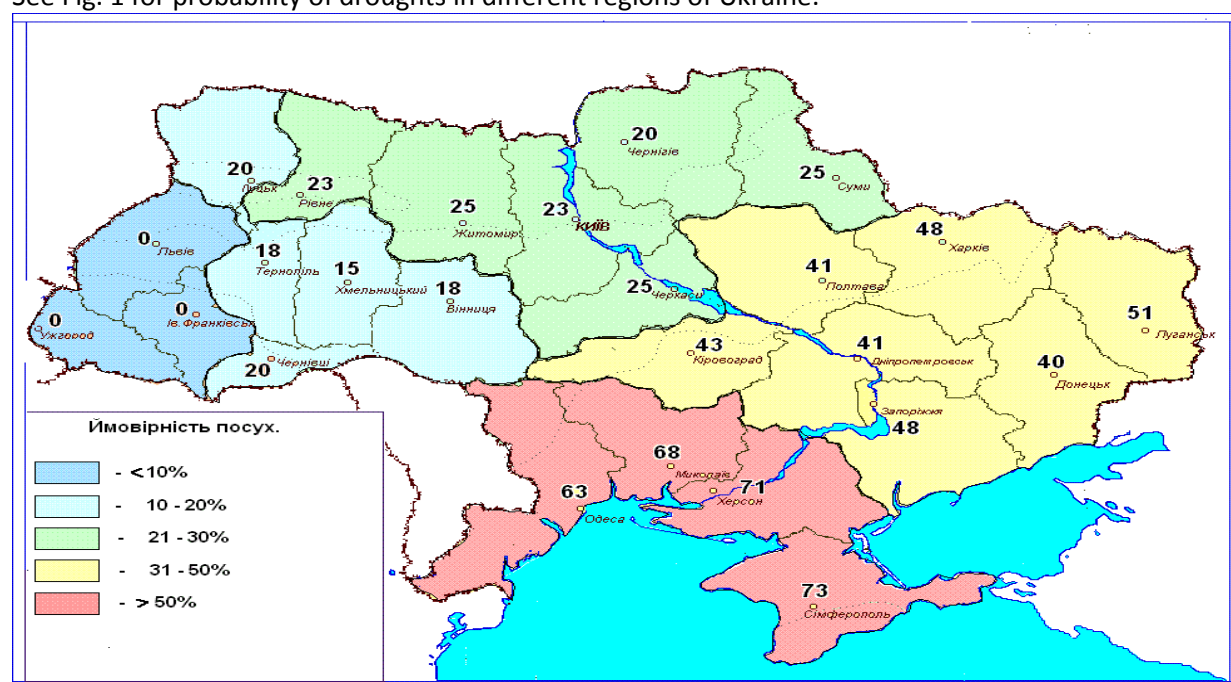 See Fig. 1 for probability of droughts in different regions of Ukraine.
20
Чернігів
25
Суми
20
Луцьк
23
Рівне
25
Житомир
23
КИЇВ
48
Харків
0
Львів
18
Тернопіль
15
Хмельницький
18
Вінниця
25
Черкаси
41
Полтава
51
Луганськ
0
Ужгород
0
Ів.Франківськ
20
Чернівці
43
Кіровоград
41
Дніпропетровськ
40
Донецьк
Запоріжжя
48
68
Миколаїв
71
Херсон
63
Одеса
73
Сімферополь
Ймовірність посух.
- <10%
- 10 - 20%
- 21 - 30%
- 31 - 50%
- > 50%